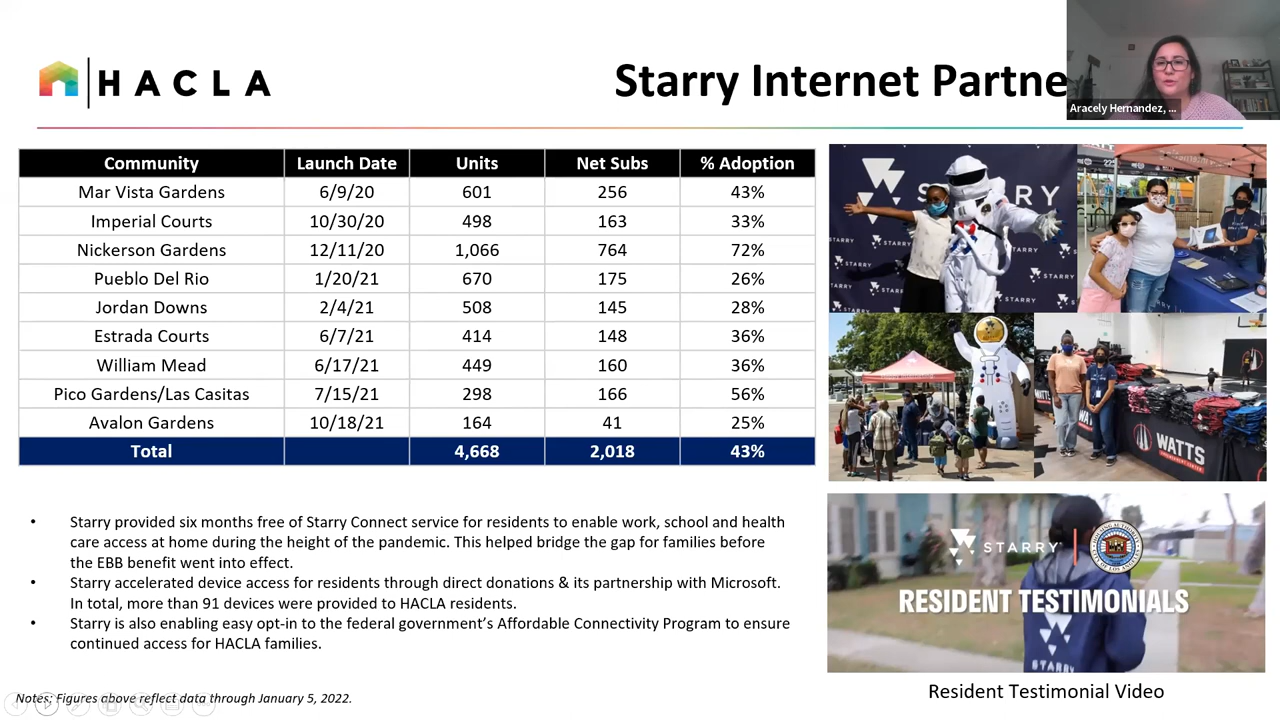 HACLA
Starry Internet Partne
Aracely Hernandez, ...
Community Launch Date Units Net Subs % Adoption
Mar Vista Gardens 6/9/20 601 256 43%
Imperial Courts 10/30/20 498 163 33%
Nickerson Gardens 12/11/20 1,066 764 72%
Pueblo Del Rio 1/20/21 670 175 26%
Jordan Downs 2/4/21 508 145 28%
Estrada Courts 6/7/21 414 148 36%
William Mead 6/17/21 449 160 36%
Pico Gardens/Las Casitas 7/15/21 298 166 56%
Avalon Gardens 10/18/21 164 41 25%
Total 4,668 2,018 43%
STARRY
STARRY
STARRY
WATTS
STARRY
RESIDENT TESTIMONIALS
STARRY
Resident Testimonial Video
• Starry provided six months free of Starry Connect service for residents to enable work, school and health
care access at home during the height of the pandemic. This helped bridge the gap for families before
the EBB benefit went into effect.
• Starry accelerated device access for residents through direct donations & its partnership with Microsoft.
In total, more than 91 devices were provided to HACLA residents.
• Starry is also enabling easy opt-in to the federal government's Affordable Connectivity Program to ensure
continued access for HACLA families.
Notes: Figures above reflect data through January 5, 2022.